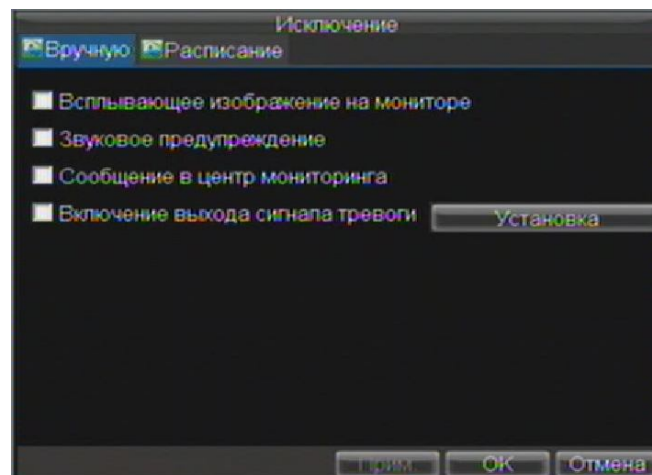 Исключение
Вручную Расписание
Всплывающее изображение на мониторе
Звуковое предупреждение
Сообщение в центр мониторинга
Включение выхода сигнала тревоги Установка
Прим. OK Отмена